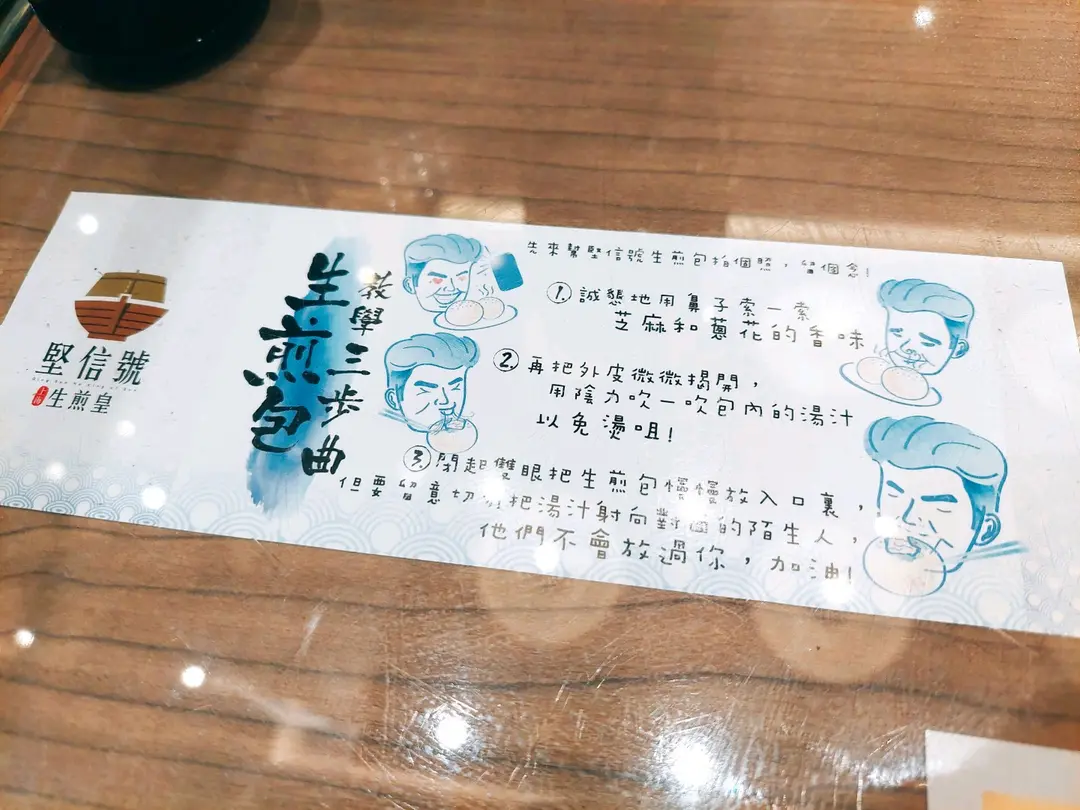 堅信號
上海
生煎皇
生煎包
教學三步曲
先來幫堅信號生煎包拍個照，留個念！
1. 誠懇地用鼻子索一索
芝麻和蔥花的香味
2. 再把外皮微微揭開，
用陰力吹一吹包內的湯汁
以免燙咀！
3. 閉起雙眼把生煎包慢慢放入口裏，
但要留意切勿把湯汁射向對面的陌生人，
他們不會放過你，加油！